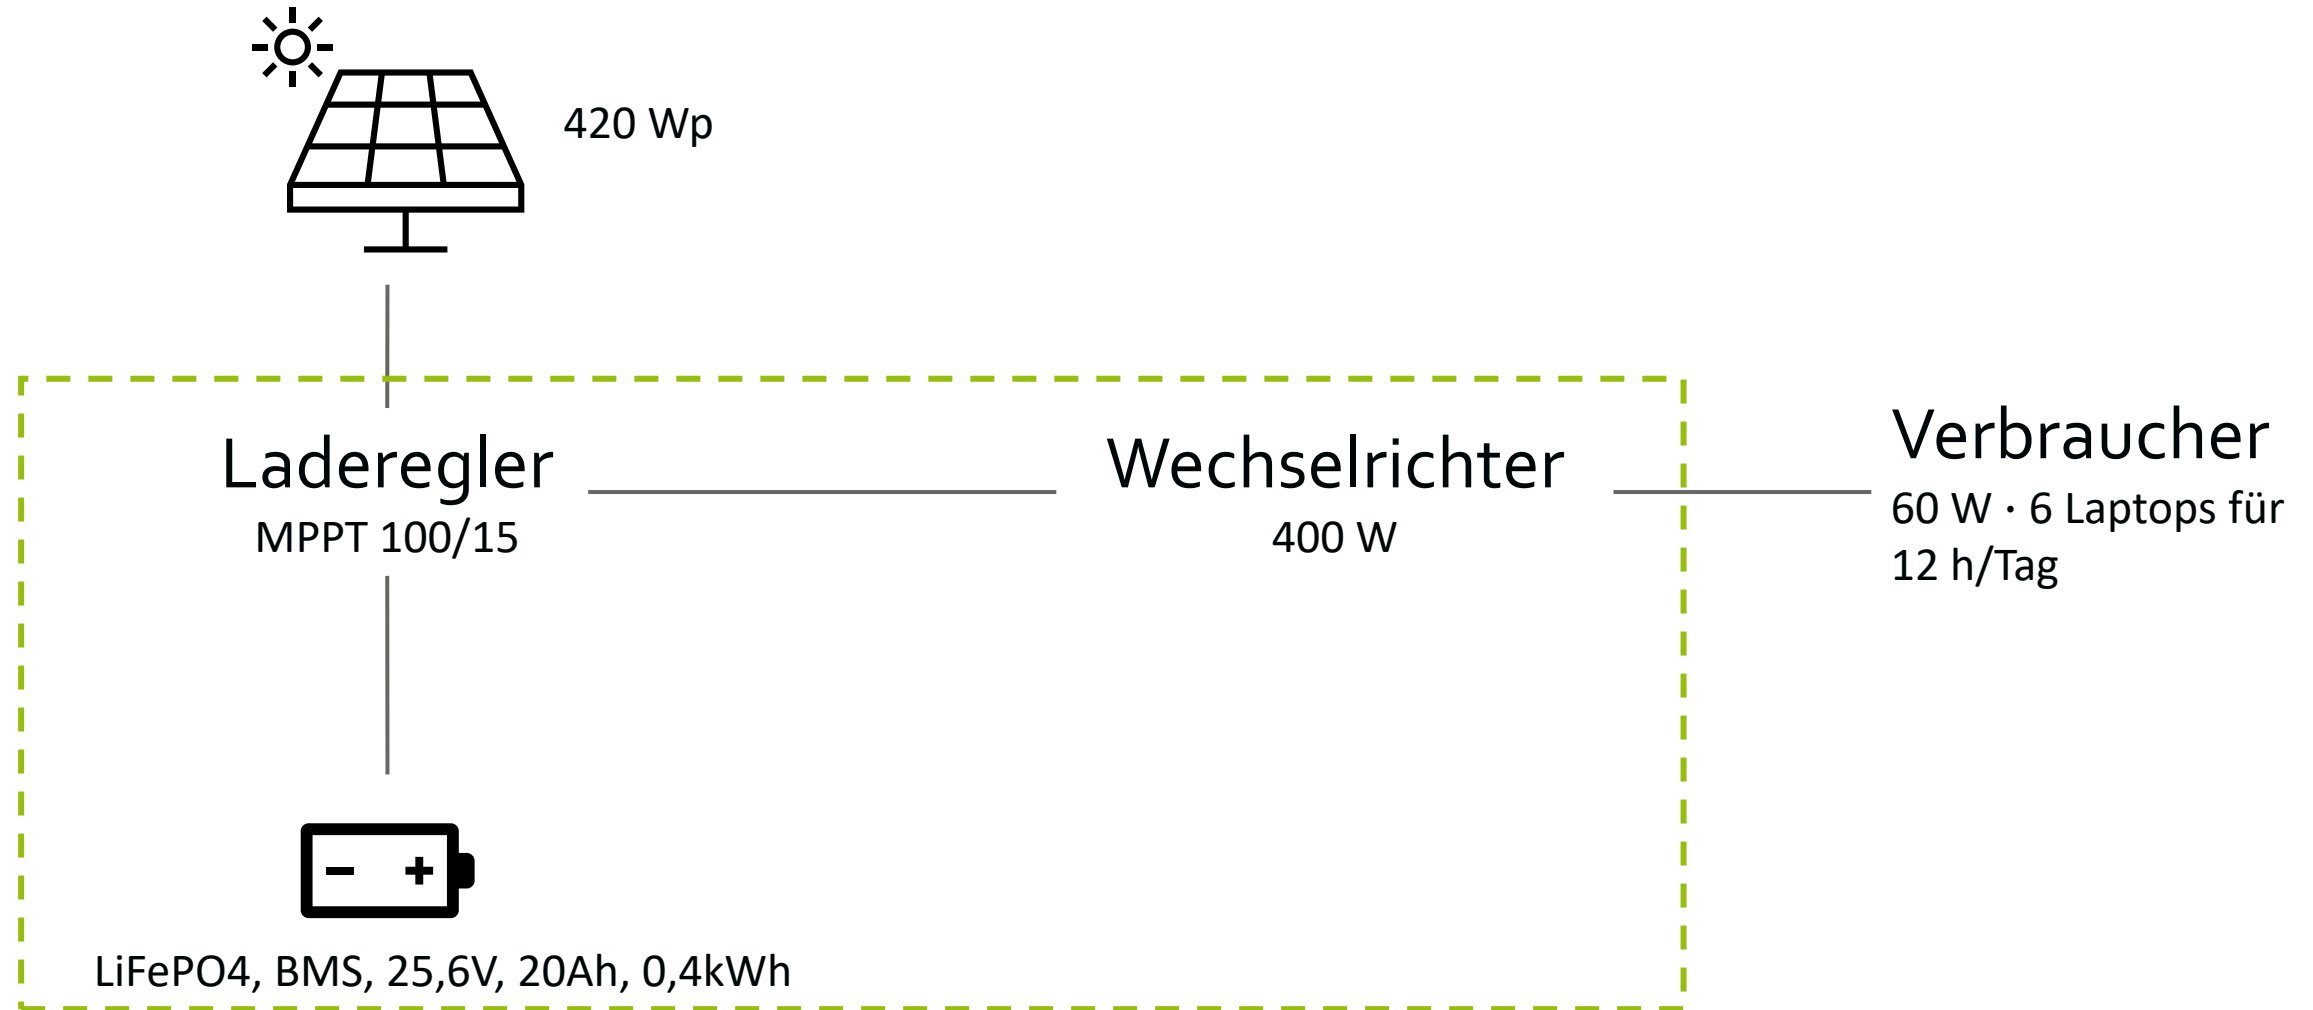 420 Wp
Laderegler
MPPT 100/15
Wechselrichter
400 W
Verbraucher
60 W · 6 Laptops für
12 h/Tag
LiFePO4, BMS, 25,6V, 20Ah, 0,4kWh